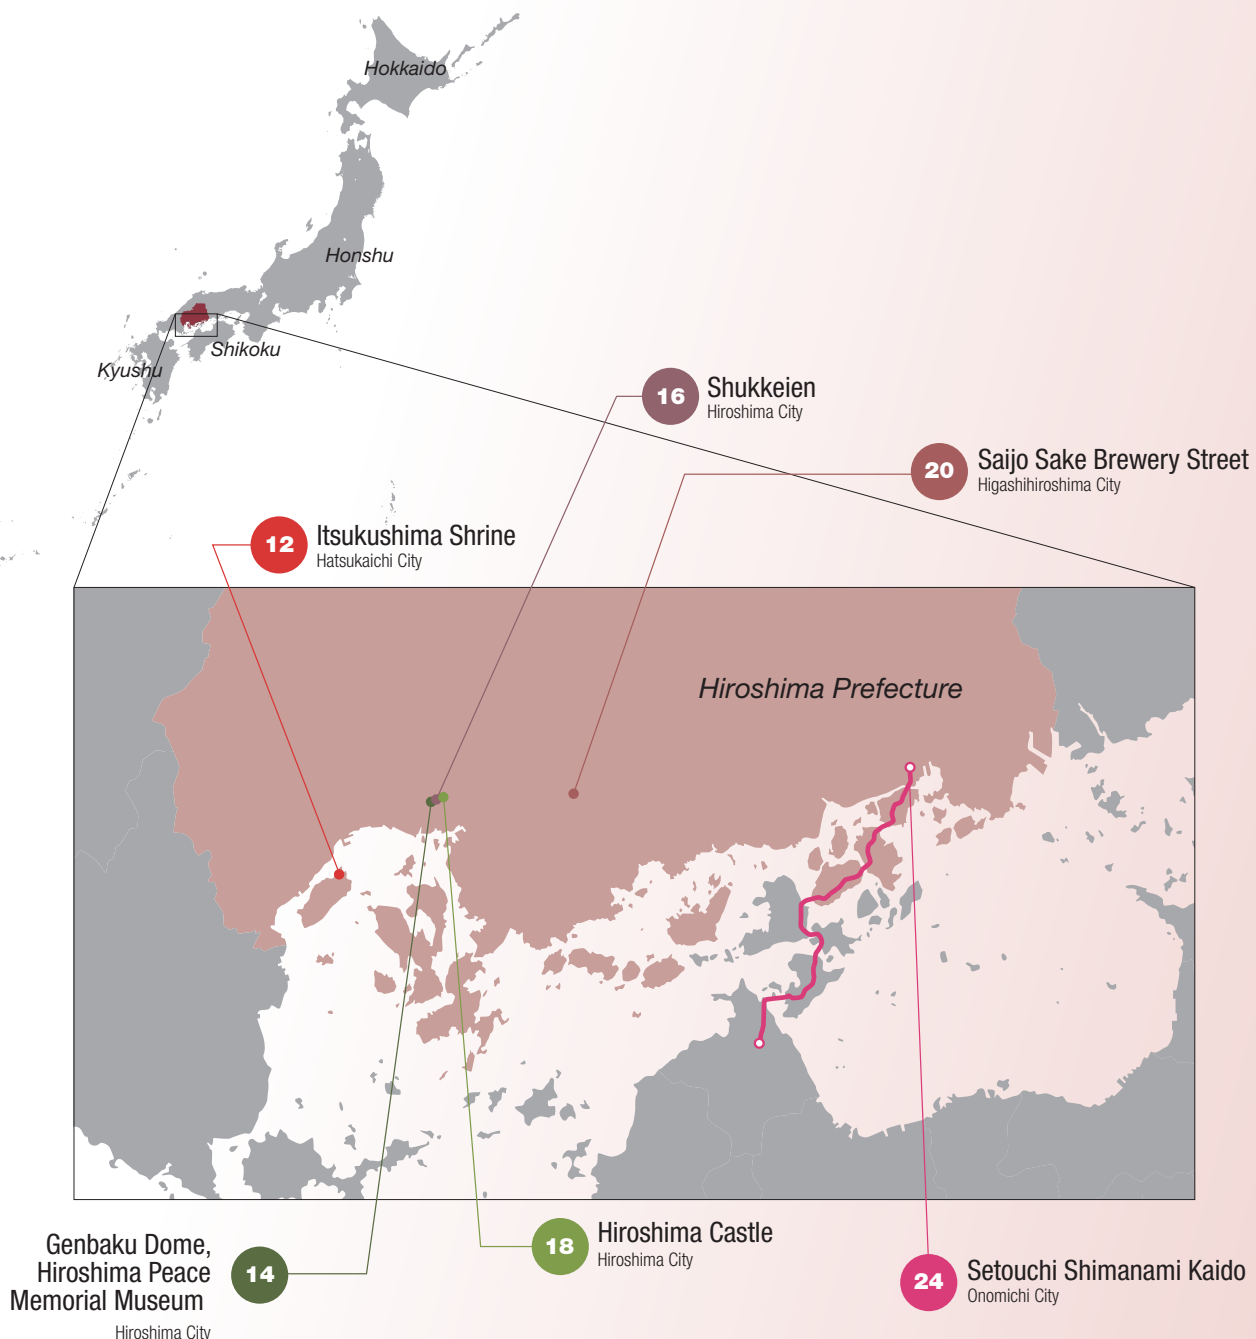 Hokkaido
Honshu
Shikoku
Kyushu
16
Shukkeien
Hiroshima City
20
Saijo Sake Brewery Street
Higashihiroshima City
12
Itsukushima Shrine
Hatsukaichi City
Hiroshima Prefecture
Genbaku Dome,
Hiroshima Peace
Memorial Museum
Hiroshima City
14
18
Hiroshima Castle
Hiroshima City
24
Setouchi Shimanami Kaido
Onomichi City